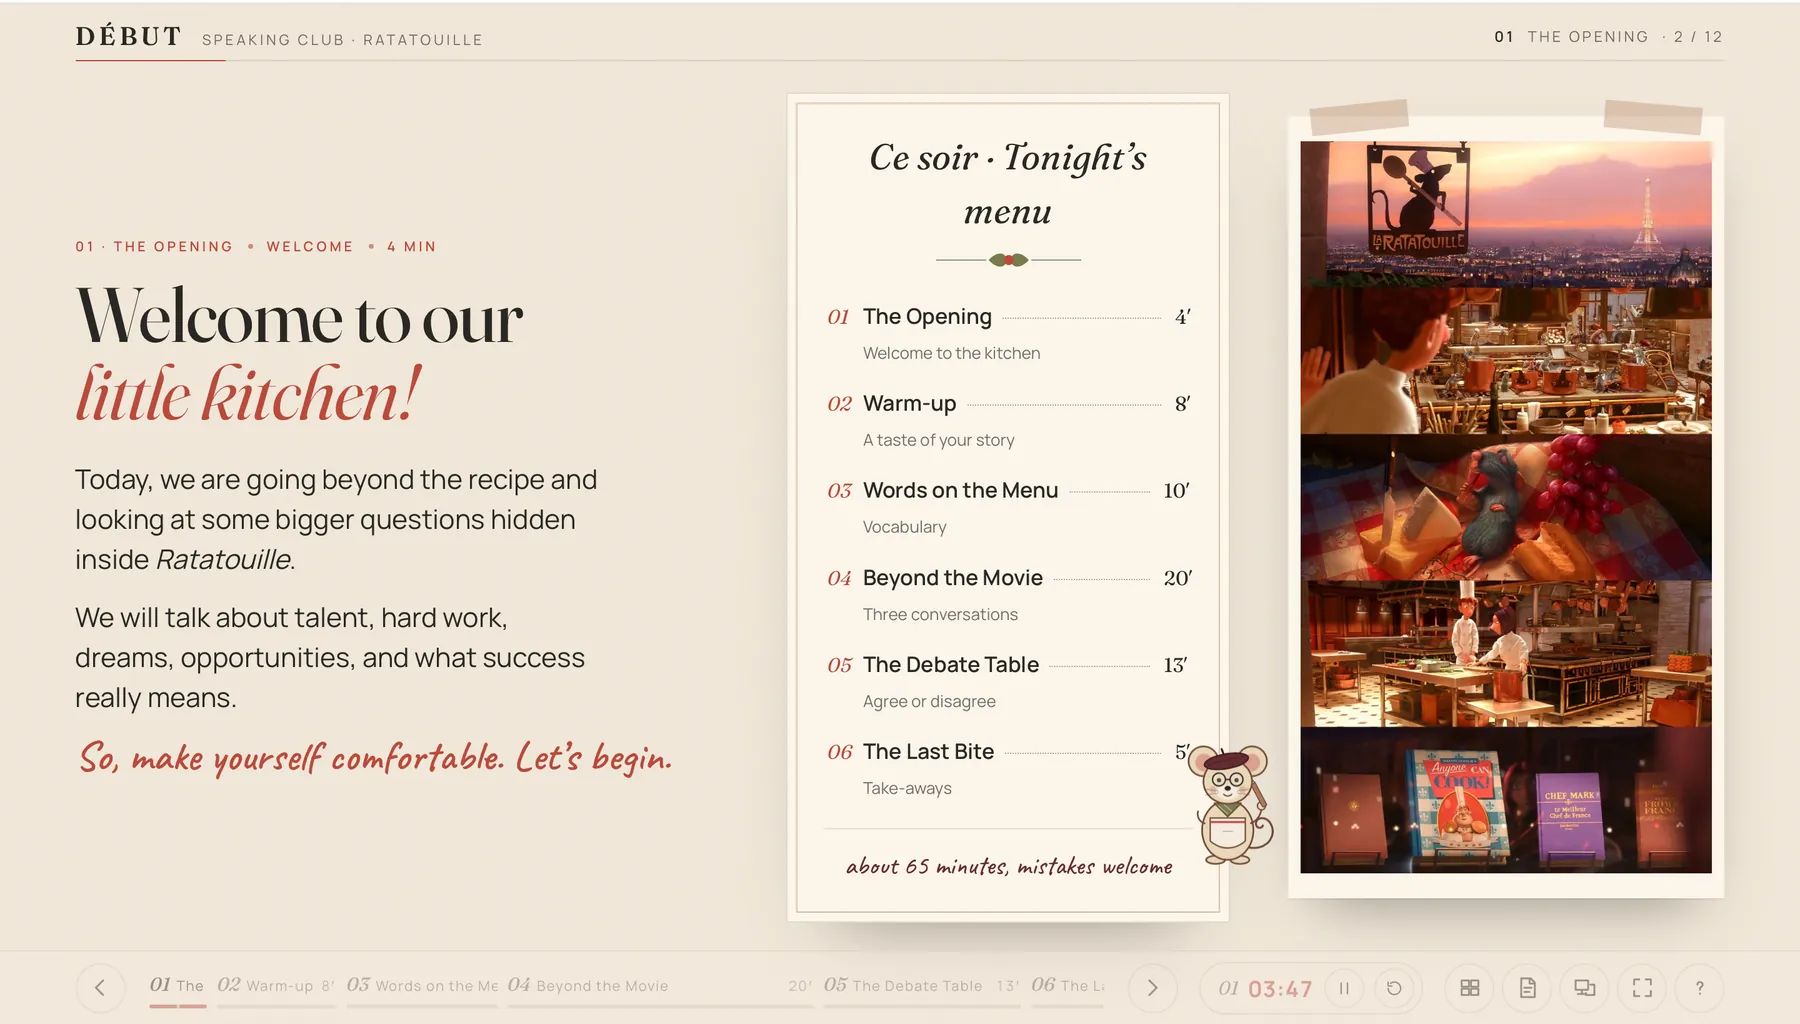 DÉBUT SPEAKING CLUB · RATATOUILLE
01 THE OPENING · 2 / 12
01 · THE OPENING • WELCOME • 4 MIN
Welcome to our
little kitchen!
Today, we are going beyond the recipe and
looking at some bigger questions hidden
inside Ratatouille.
We will talk about talent, hard work,
dreams, opportunities, and what success
really means.
So, make yourself comfortable. Let's begin.
Ce soir · Tonight's
menu
01 The Opening 4′
Welcome to the kitchen
02 Warm-up 8′
A taste of your story
03 Words on the Menu 10′
Vocabulary
04 Beyond the Movie 20′
Three conversations
05 The Debate Table 13′
Agree or disagree
06 The Last Bite 5′
Take-aways
about 65 minutes, mistakes welcome
LA RATATOUILLE
Anyone CAN
COOK!
CHEF MARK
le Meilleur
Chef de France
01 The 02 Warm-up 8′ 03 Words on the Me 04 Beyond the Movie 20′ 05 The Debate Table 13′ 06 The La
01 03:47
?